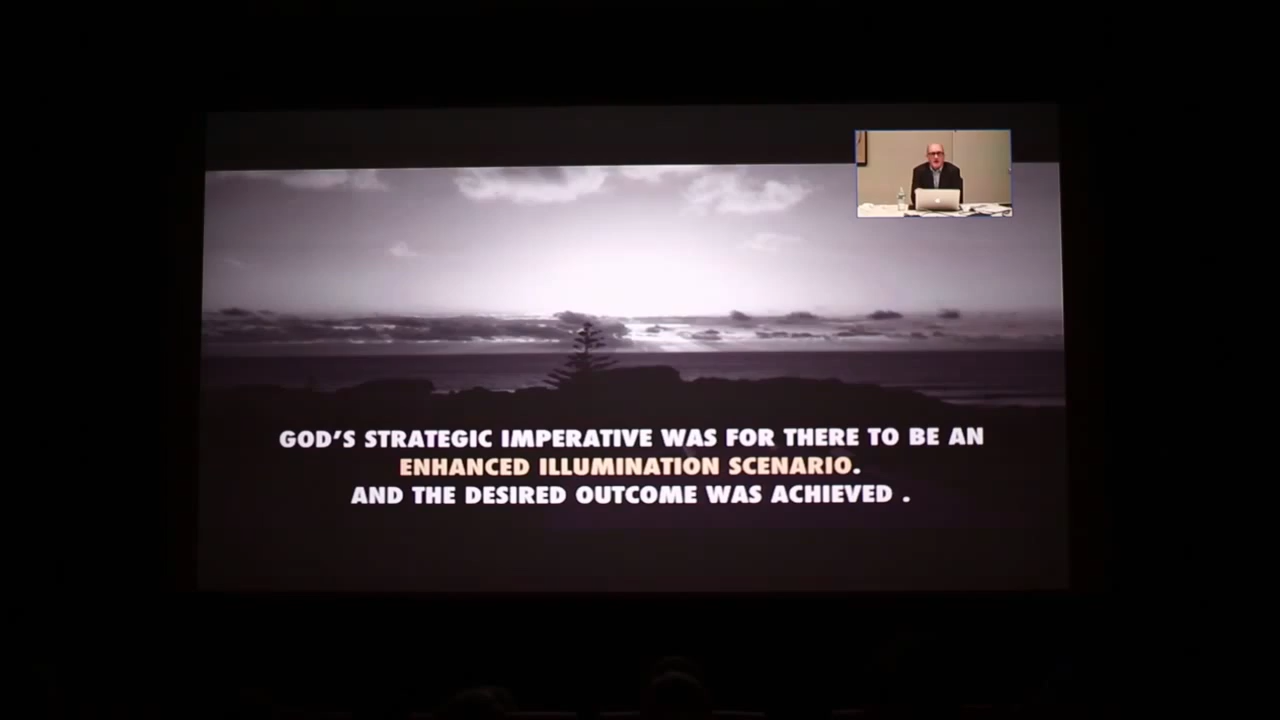 GOD'S STRATEGIC IMPERATIVE WAS FOR THERE TO BE AN
ENHANCED ILLUMINATION SCENARIO.
AND THE DESIRED OUTCOME WAS ACHIEVED .